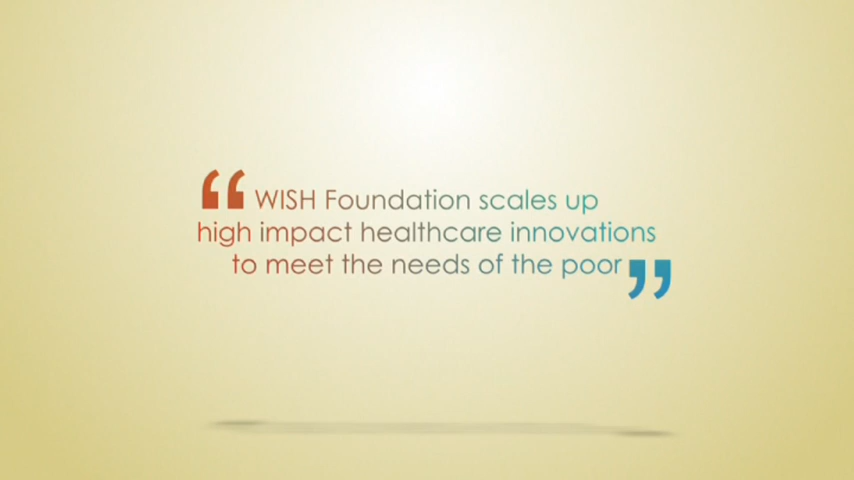 “ WISH Foundation scales up
high impact healthcare innovations
to meet the needs of the poor ”